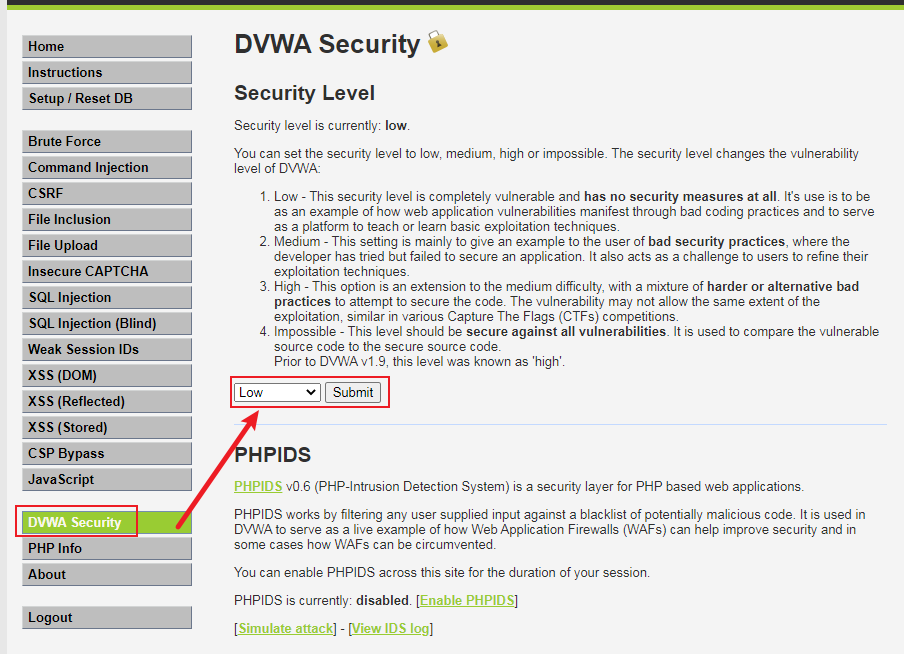 Home
Instructions
Setup / Reset DB
Brute Force
Command Injection
CSRF
File Inclusion
File Upload
Insecure CAPTCHA
SQL Injection
SQL Injection (Blind)
Weak Session IDs
XSS (DOM)
XSS (Reflected)
XSS (Stored)
CSP Bypass
JavaScript
DVWA Security
PHP Info
About
Logout
DVWA Security
Security Level
Security level is currently: low.
You can set the security level to low, medium, high or impossible. The security level changes the vulnerability
level of DVWA:
1. Low - This security level is completely vulnerable and has no security measures at all. It's use is to be
as an example of how web application vulnerabilities manifest through bad coding practices and to serve
as a platform to teach or learn basic exploitation techniques.
2. Medium - This setting is mainly to give an example to the user of bad security practices, where the
developer has tried but failed to secure an application. It also acts as a challenge to users to refine their
exploitation techniques.
3. High - This option is an extension to the medium difficulty, with a mixture of harder or alternative bad
practices to attempt to secure the code. The vulnerability may not allow the same extent of the
exploitation, similar in various Capture The Flags (CTFs) competitions.
4. Impossible - This level should be secure against all vulnerabilities. It is used to compare the vulnerable
source code to the secure source code.
Prior to DVWA v1.9, this level was known as 'high'.
Low Submit
PHPIDS
PHPIDS v0.6 (PHP-Intrusion Detection System) is a security layer for PHP based web applications.
PHPIDS works by filtering any user supplied input against a blacklist of potentially malicious code. It is used in
DVWA to serve as a live example of how Web Application Firewalls (WAFs) can help improve security and in
some cases how WAFs can be circumvented.
You can enable PHPIDS across this site for the duration of your session.
PHPIDS is currently: disabled. [Enable PHPIDS]
[Simulate attack] - [View IDS log]